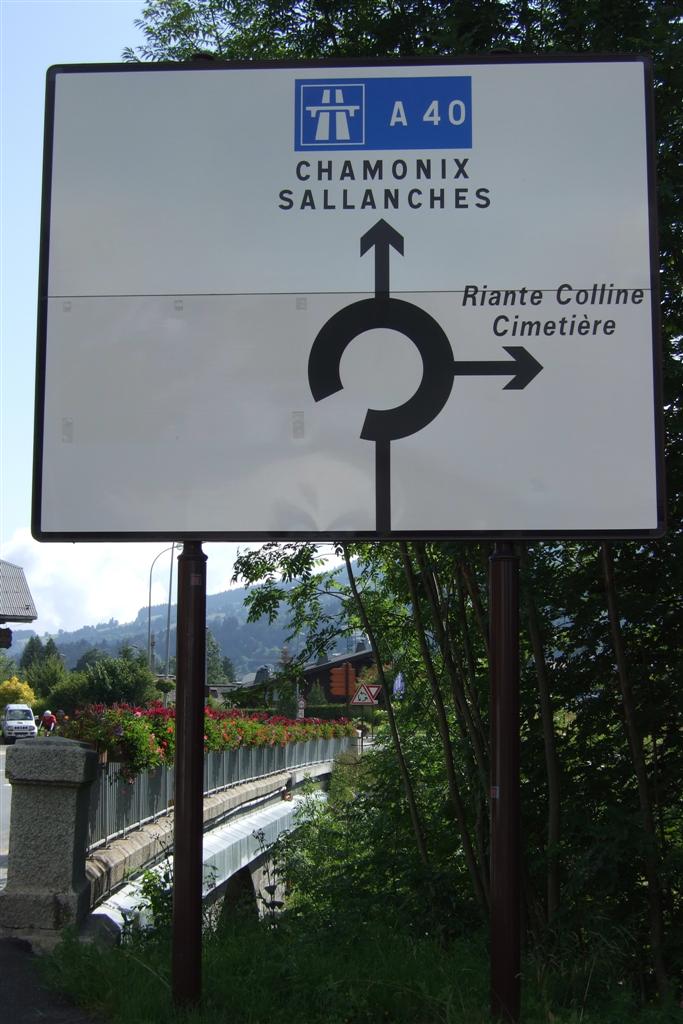 A 40
CHAMONIX
SALLANCHES
Riante Colline
Cimetière